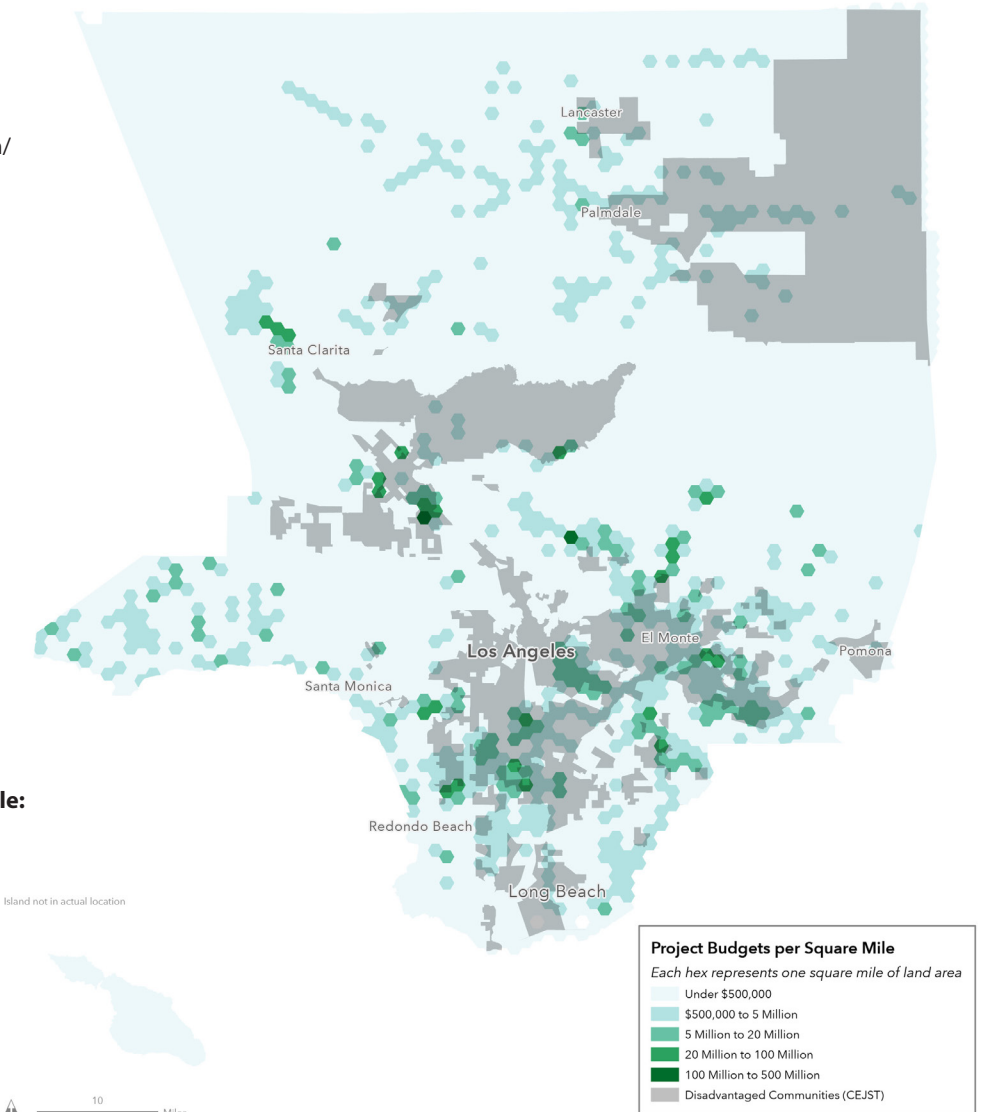 n/
Lancaster
Palmdale
Santa Clarita
El Monte
Los Angeles
Pomona
Santa Monica
le:
Redondo Beach
Long Beach
Island not in actual location
Project Budgets per Square Mile
Each hex represents one square mile of land area
Under $500,000
$500,000 to 5 Million
5 Million to 20 Million
20 Million to 100 Million
100 Million to 500 Million
Disadvantaged Communities (CEJST)
10
Miles